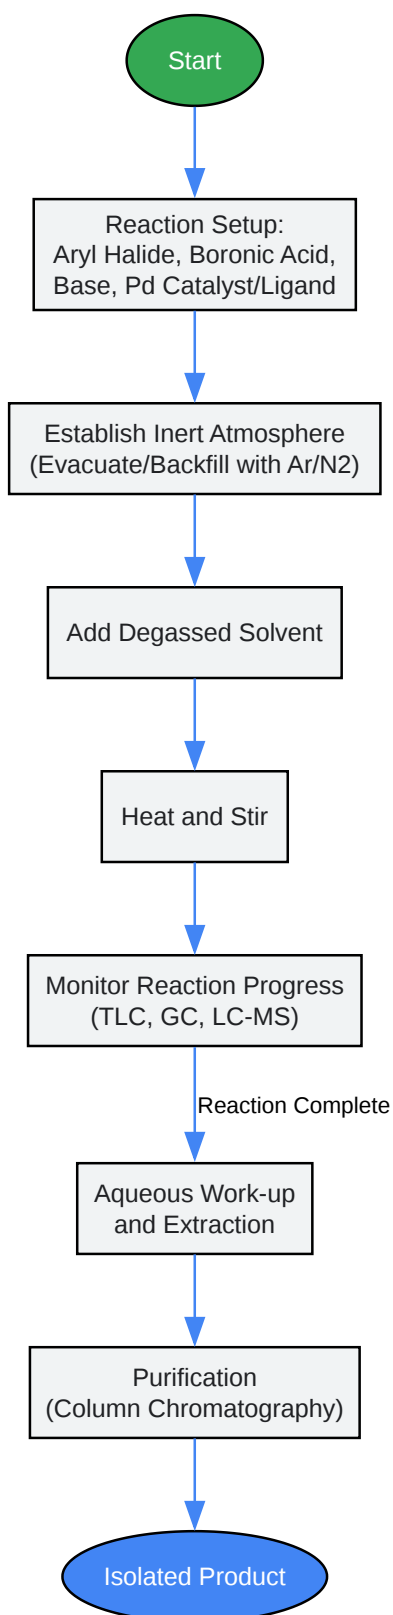 Start
Reaction Setup:
Aryl Halide, Boronic Acid,
Base, Pd Catalyst/Ligand
Establish Inert Atmosphere
(Evacuate/Backfill with Ar/N2)
Add Degassed Solvent
Heat and Stir
Monitor Reaction Progress
(TLC, GC, LC-MS)
Reaction Complete
Aqueous Work-up
and Extraction
Purification
(Column Chromatography)
Isolated Product